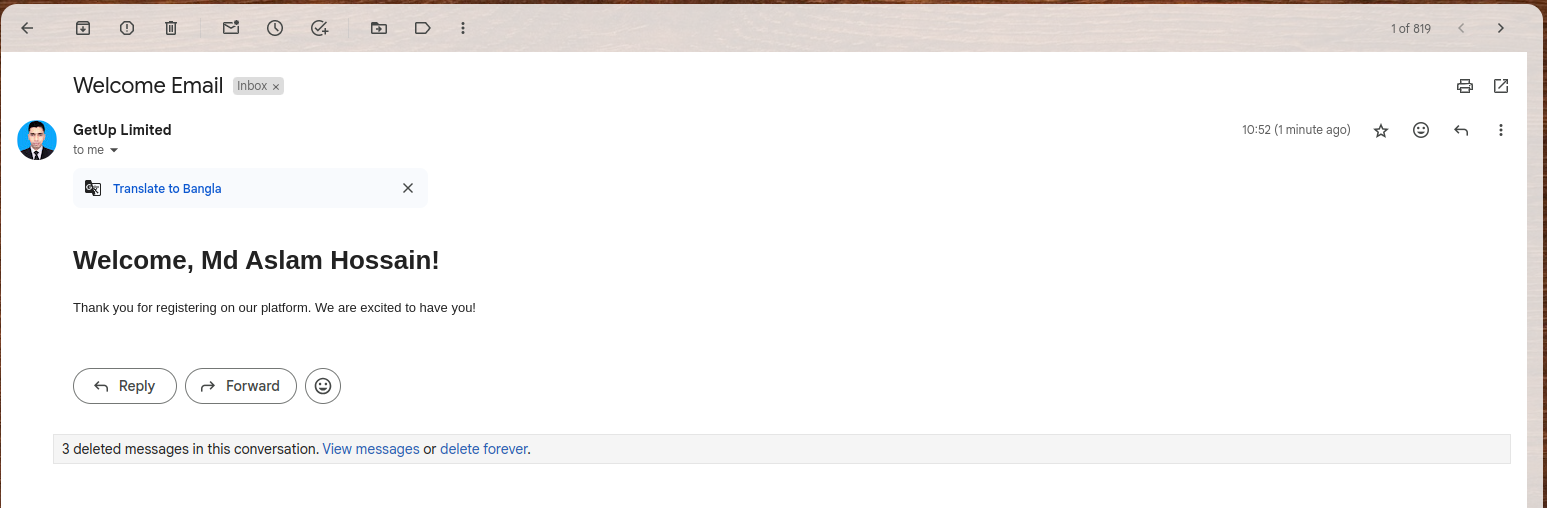 1 of 819
Welcome Email Inbox ×
GetUp Limited 10:52 (1 minute ago)
to me
Translate to Bangla
Welcome, Md Aslam Hossain!
Thank you for registering on our platform. We are excited to have you!
Reply Forward
3 deleted messages in this conversation. View messages or delete forever.